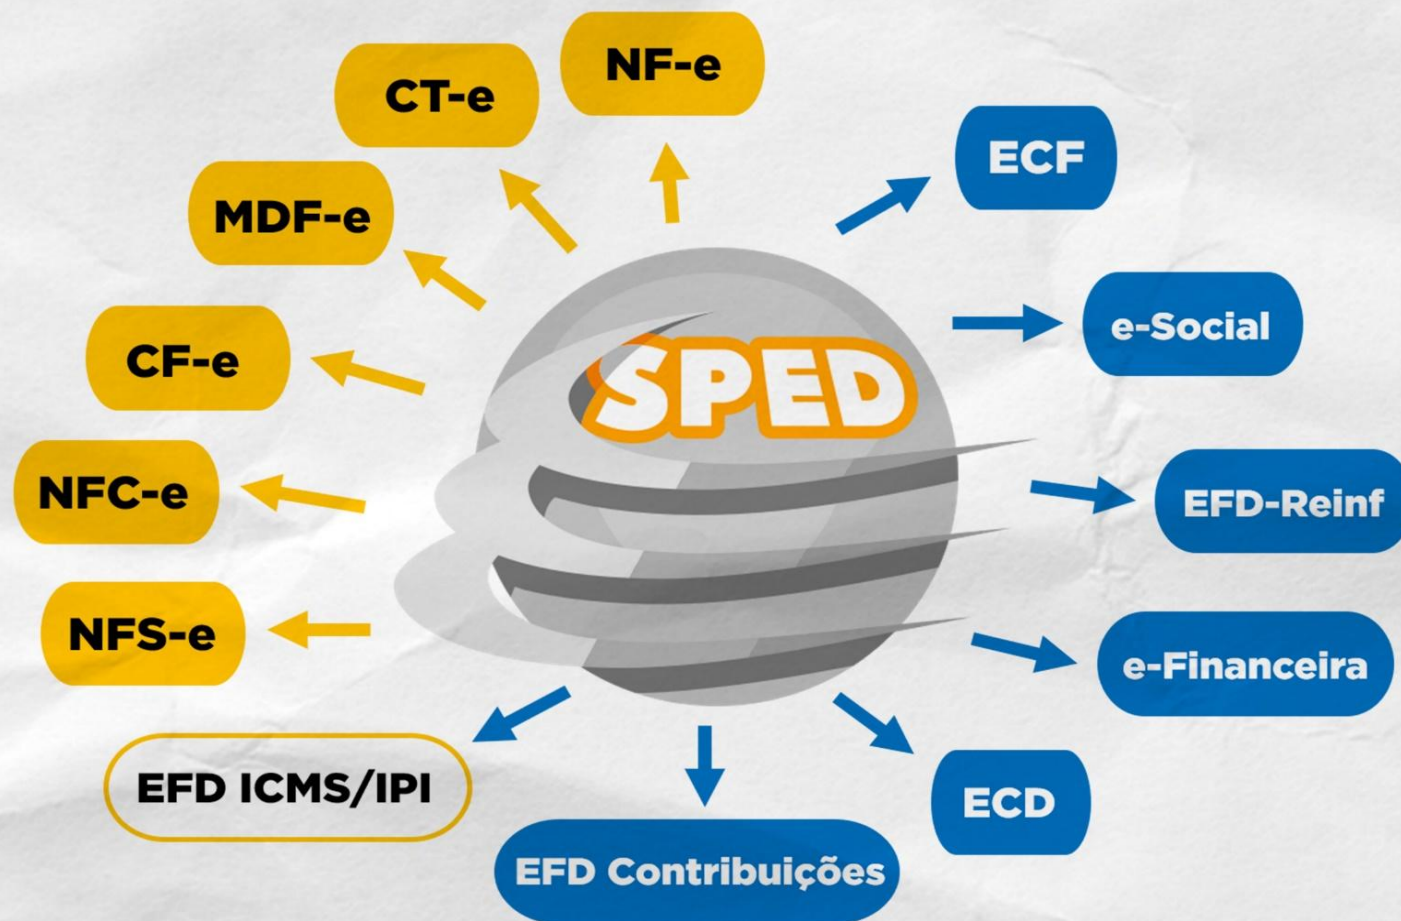 NF-e
CT-e
ECF
MDF-e
e-Social
CF-e
SPED
NFC-e
EFD-Reinf
NFS-e
e-Financeira
EFD ICMS/IPI
ECD
EFD Contribuições